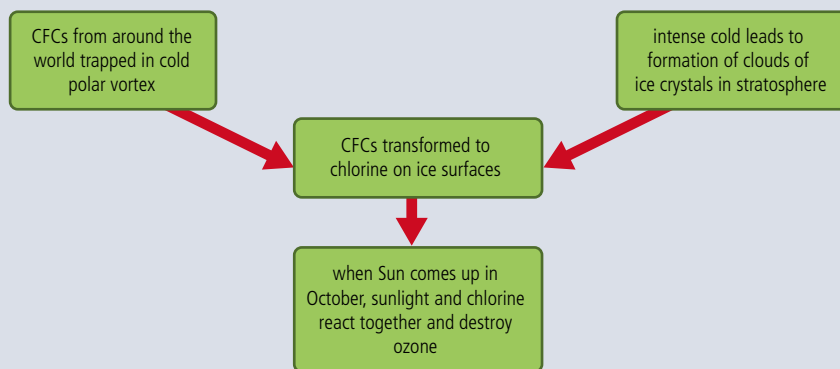 CFCs from around the
world trapped in cold
polar vortex
intense cold leads to
formation of clouds of
ice crystals in stratosphere
CFCs transformed to
chlorine on ice surfaces
when Sun comes up in
October, sunlight and chlorine
react together and destroy
ozone